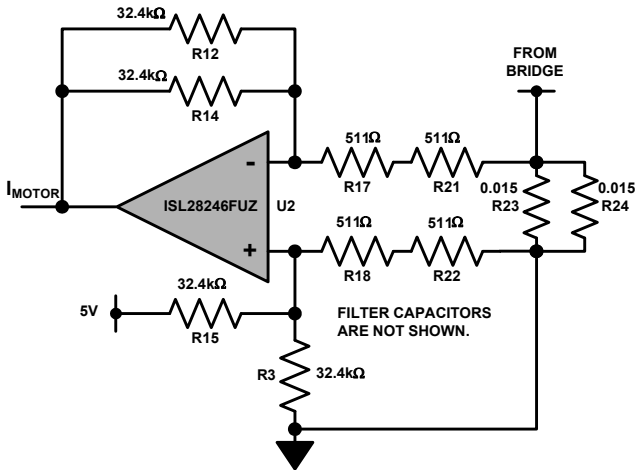 32.4kΩ
R12
32.4kΩ
R14
FROM
BRIDGE
511Ω
511Ω
R17
R21
0.015
R23
0.015
R24
I_MOTOR
ISL28246FUZ
U2
-
+
511Ω
511Ω
R18
R22
32.4kΩ
5V
R15
FILTER CAPACITORS
ARE NOT SHOWN.
R3
32.4kΩ